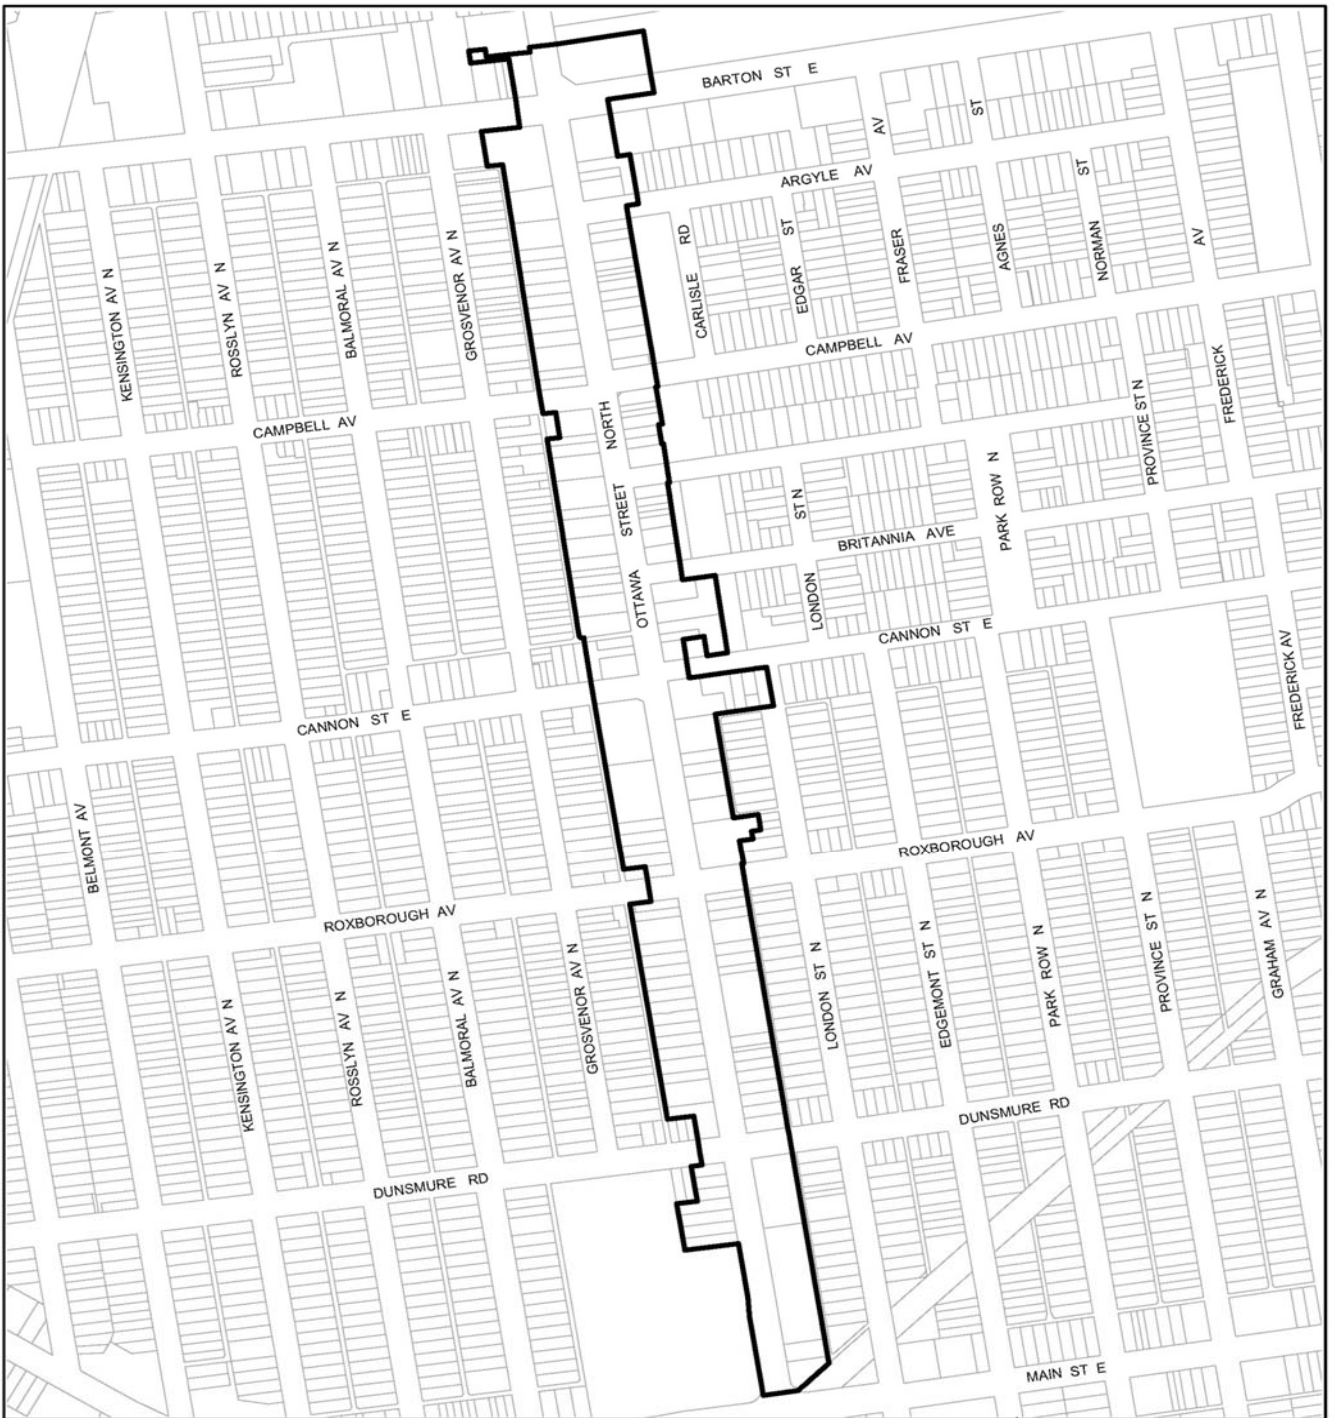 BARTON ST E
AV
ST
ARGYLE AV
ST
CARLISLE RD
EDGAR ST
FRASER
AGNES
NORMAN
AV
KENSINGTON AV N
ROSSLYN AV N
BALMORAL AV N
GROSVENOR AV N
CAMPBELL AV
FREDERICK
CAMPBELL AV
OTTAWA STREET NORTH
PROVINCE ST N
PARK ROW N
LONDON ST N
BRITANNIA AVE
CANNON ST E
FREDERICK AV
CANNON ST E
BELMONT AV
ROXBOROUGH AV
ROXBOROUGH AV
KENSINGTON AV N
ROSSLYN AV N
BALMORAL AV N
GROSVENOR AV N
LONDON ST N
EDGEMONT ST N
PARK ROW N
PROVINCE ST N
GRAHAM AV N
DUNSMURE RD
DUNSMURE RD
MAIN ST E